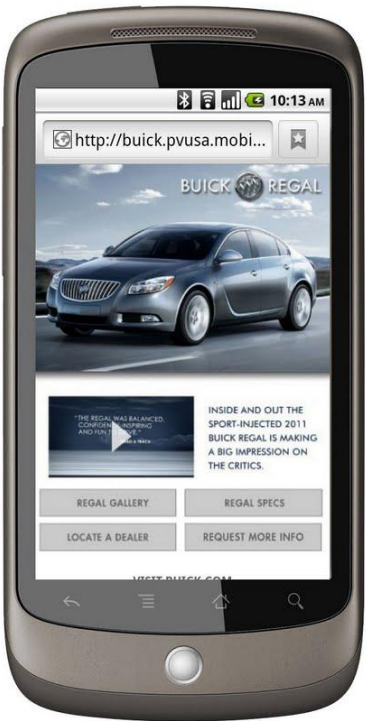 10:13 AM
http://buick.pvusa.mobi...
BUICK REGAL
"THE REGAL WAS BALANCED,
CONFIDENCE-INSPIRING
AND FUN TO DRIVE."
INSIDE AND OUT THE
SPORT-INJECTED 2011
BUICK REGAL IS MAKING
A BIG IMPRESSION ON
THE CRITICS.
REGAL GALLERY
REGAL SPECS
LOCATE A DEALER
REQUEST MORE INFO
VISIT BUICK.COM